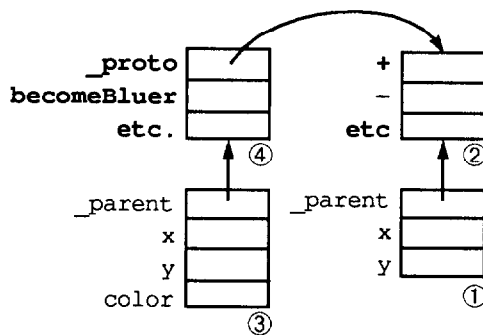 _proto
becomeBluer
etc.
④
+
−
etc
②
_parent
x
y
color
③
_parent
x
y
①